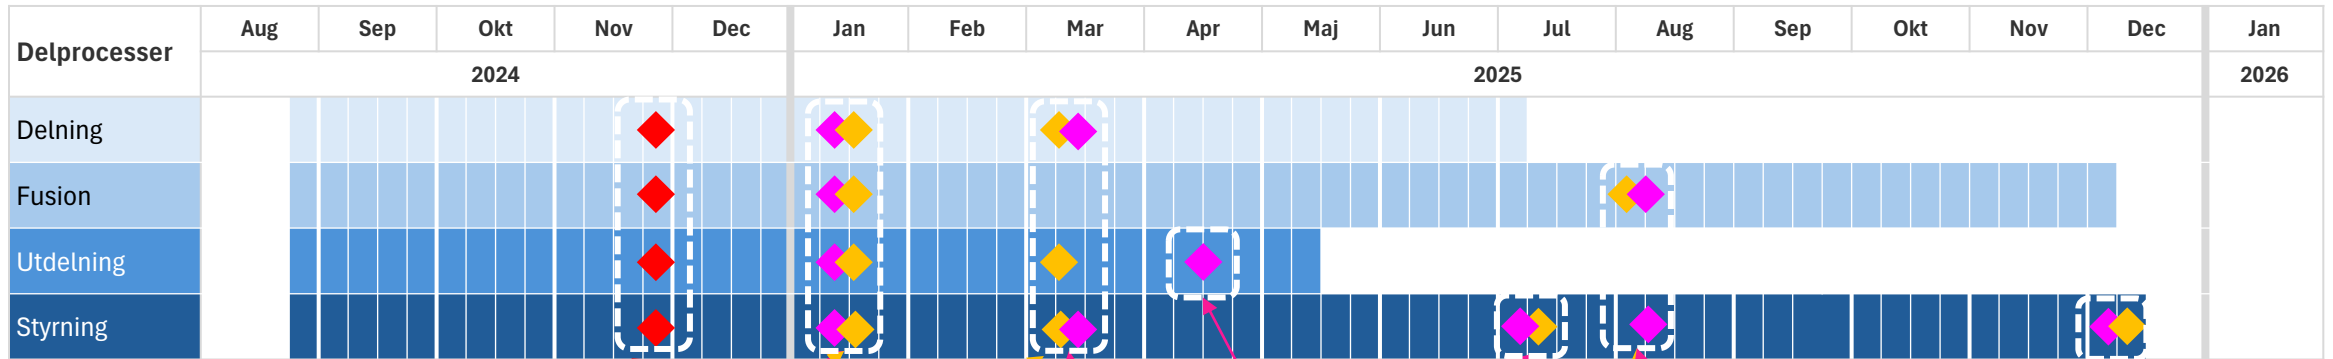 Delprocesser
Aug Sep Okt Nov Dec Jan Feb Mar Apr Maj Jun Jul Aug Sep Okt Nov Dec Jan
2024 2025 2026
Delning
Fusion
Utdelning
Styrning